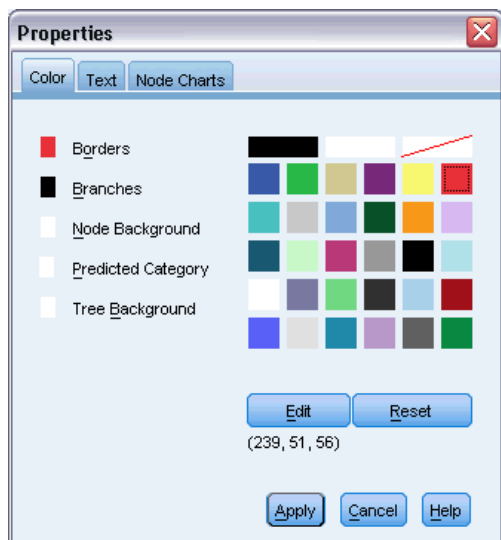 Properties
Color Text Node Charts
Borders
Branches
Node Background
Predicted Category
Tree Background
Edit Reset
(239, 51, 56)
Apply Cancel Help